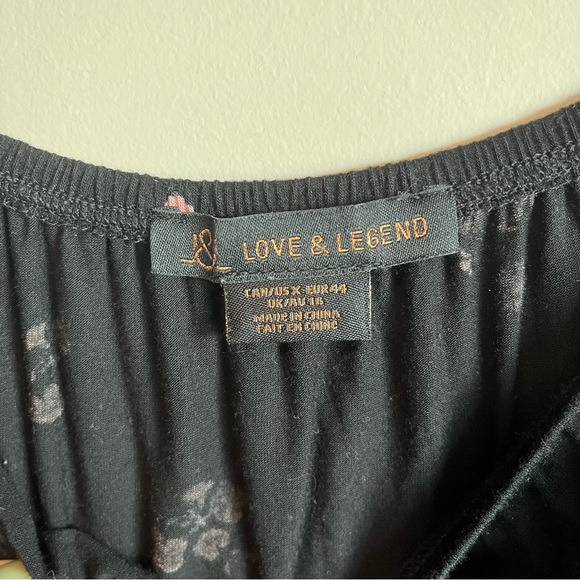 &
LOVE & LEGEND
CAN/US X-EUR 44
UK/AU 16
MADE IN CHINA
FAIT EN CHINE